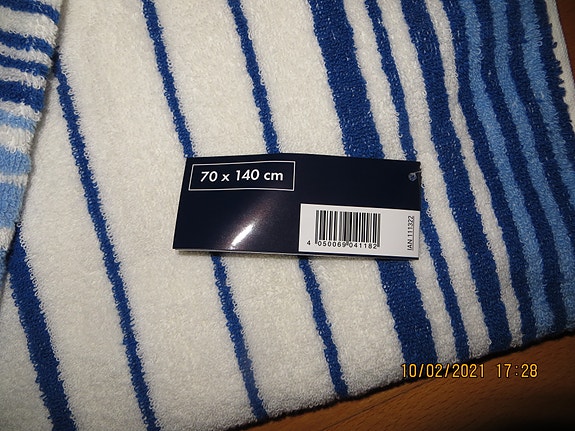 70 x 140 cm
4 050069 041182
IAN 111322
10/02/2021 17:28